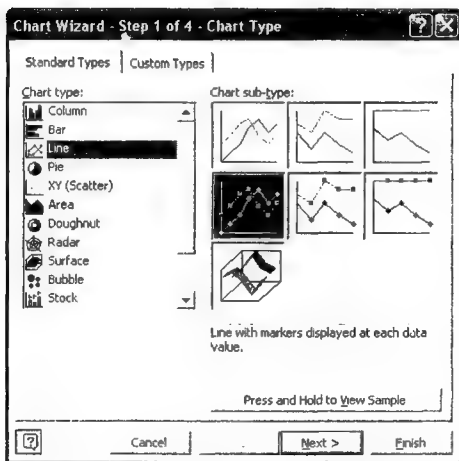 Chart Wizard - Step 1 of 4 - Chart Type
Standard Types
Custom Types
Chart type:
Column
Bar
Line
Pie
XY (Scatter)
Area
Doughnut
Radar
Surface
Bubble
Stock
Chart sub-type:
Line with markers displayed at each data
value.
Press and Hold to View Sample
Cancel
Next >
Finish